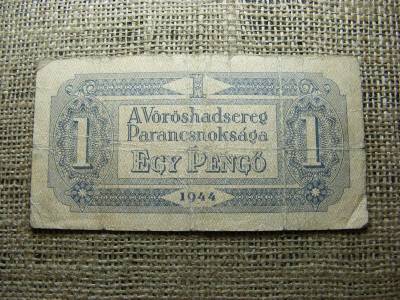 1
A Vöröshadsereg
Parancsnoksága
1 EGY PENGŐ 1
1944